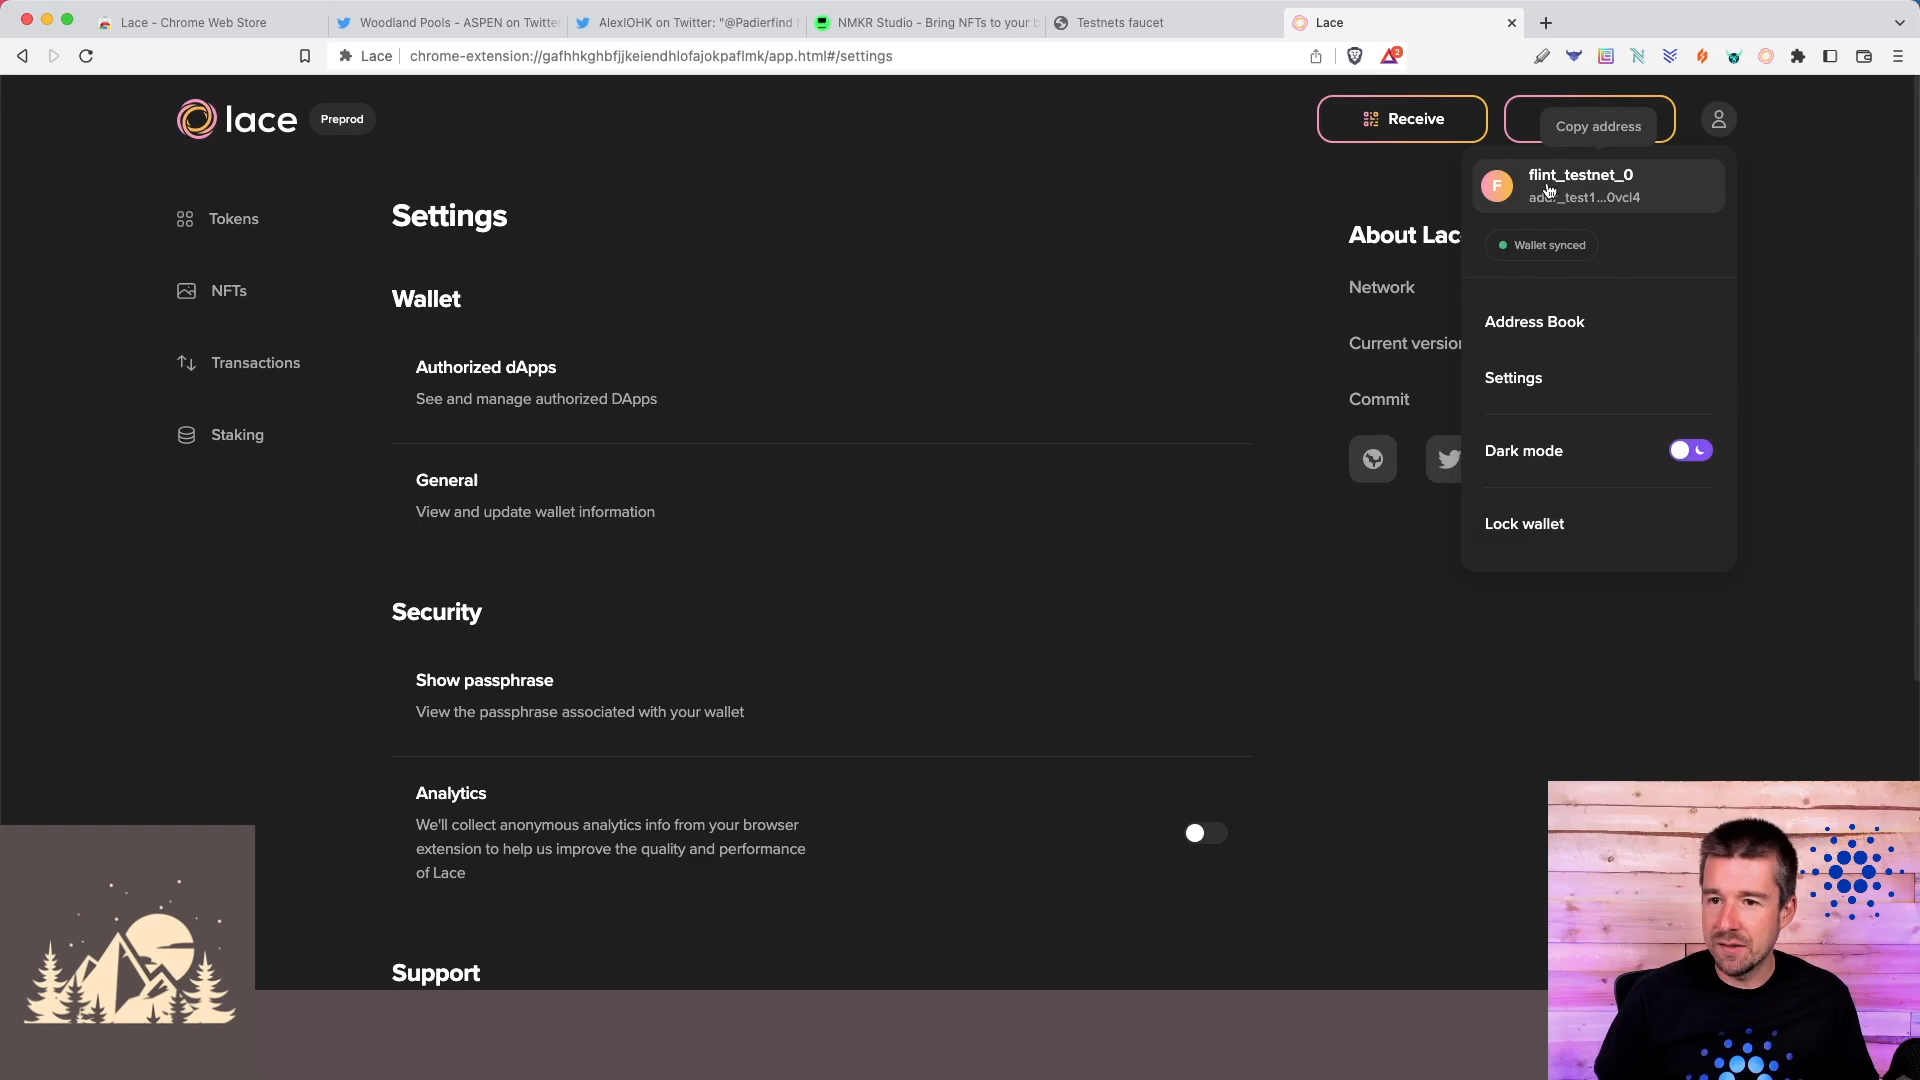 Lace - Chrome Web Store
Woodland Pools - ASPEN on Twitter
AlexIOHK on Twitter: "@Padierfind
NMKR Studio - Bring NFTs to your b
Testnets faucet
Lace
Lace
chrome-extension://gafhhkghbfjjkeiendhlofajokpaflmk/app.html#/settings
2
lace
Preprod
Receive
Copy address
F
flint_testnet_0
addr_test1...0vcl4
Wallet synced
Address Book
Settings
Dark mode
Lock wallet
Tokens
NFTs
Transactions
Staking
Settings
Wallet
Authorized dApps
See and manage authorized DApps
General
View and update wallet information
Security
Show passphrase
View the passphrase associated with your wallet
Analytics
We'll collect anonymous analytics info from your browser
extension to help us improve the quality and performance
of Lace
Support
About Lac
Network
Current version
Commit